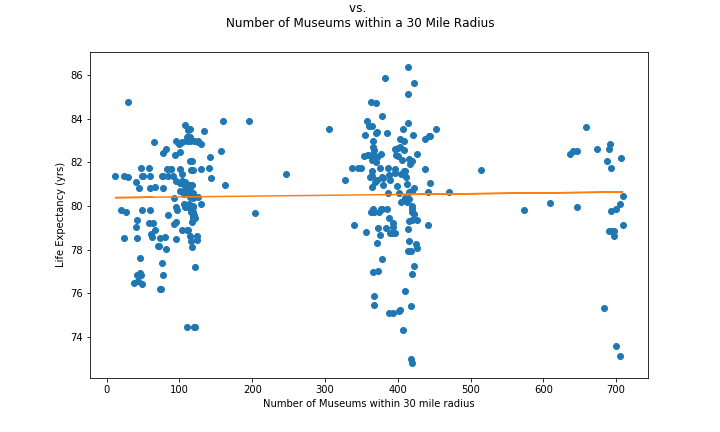 vs.
Number of Museums within a 30 Mile Radius
86
84
82
80
78
76
74
Life Expectancy (yrs)
0 100 200 300 400 500 600 700
Number of Museums within 30 mile radius